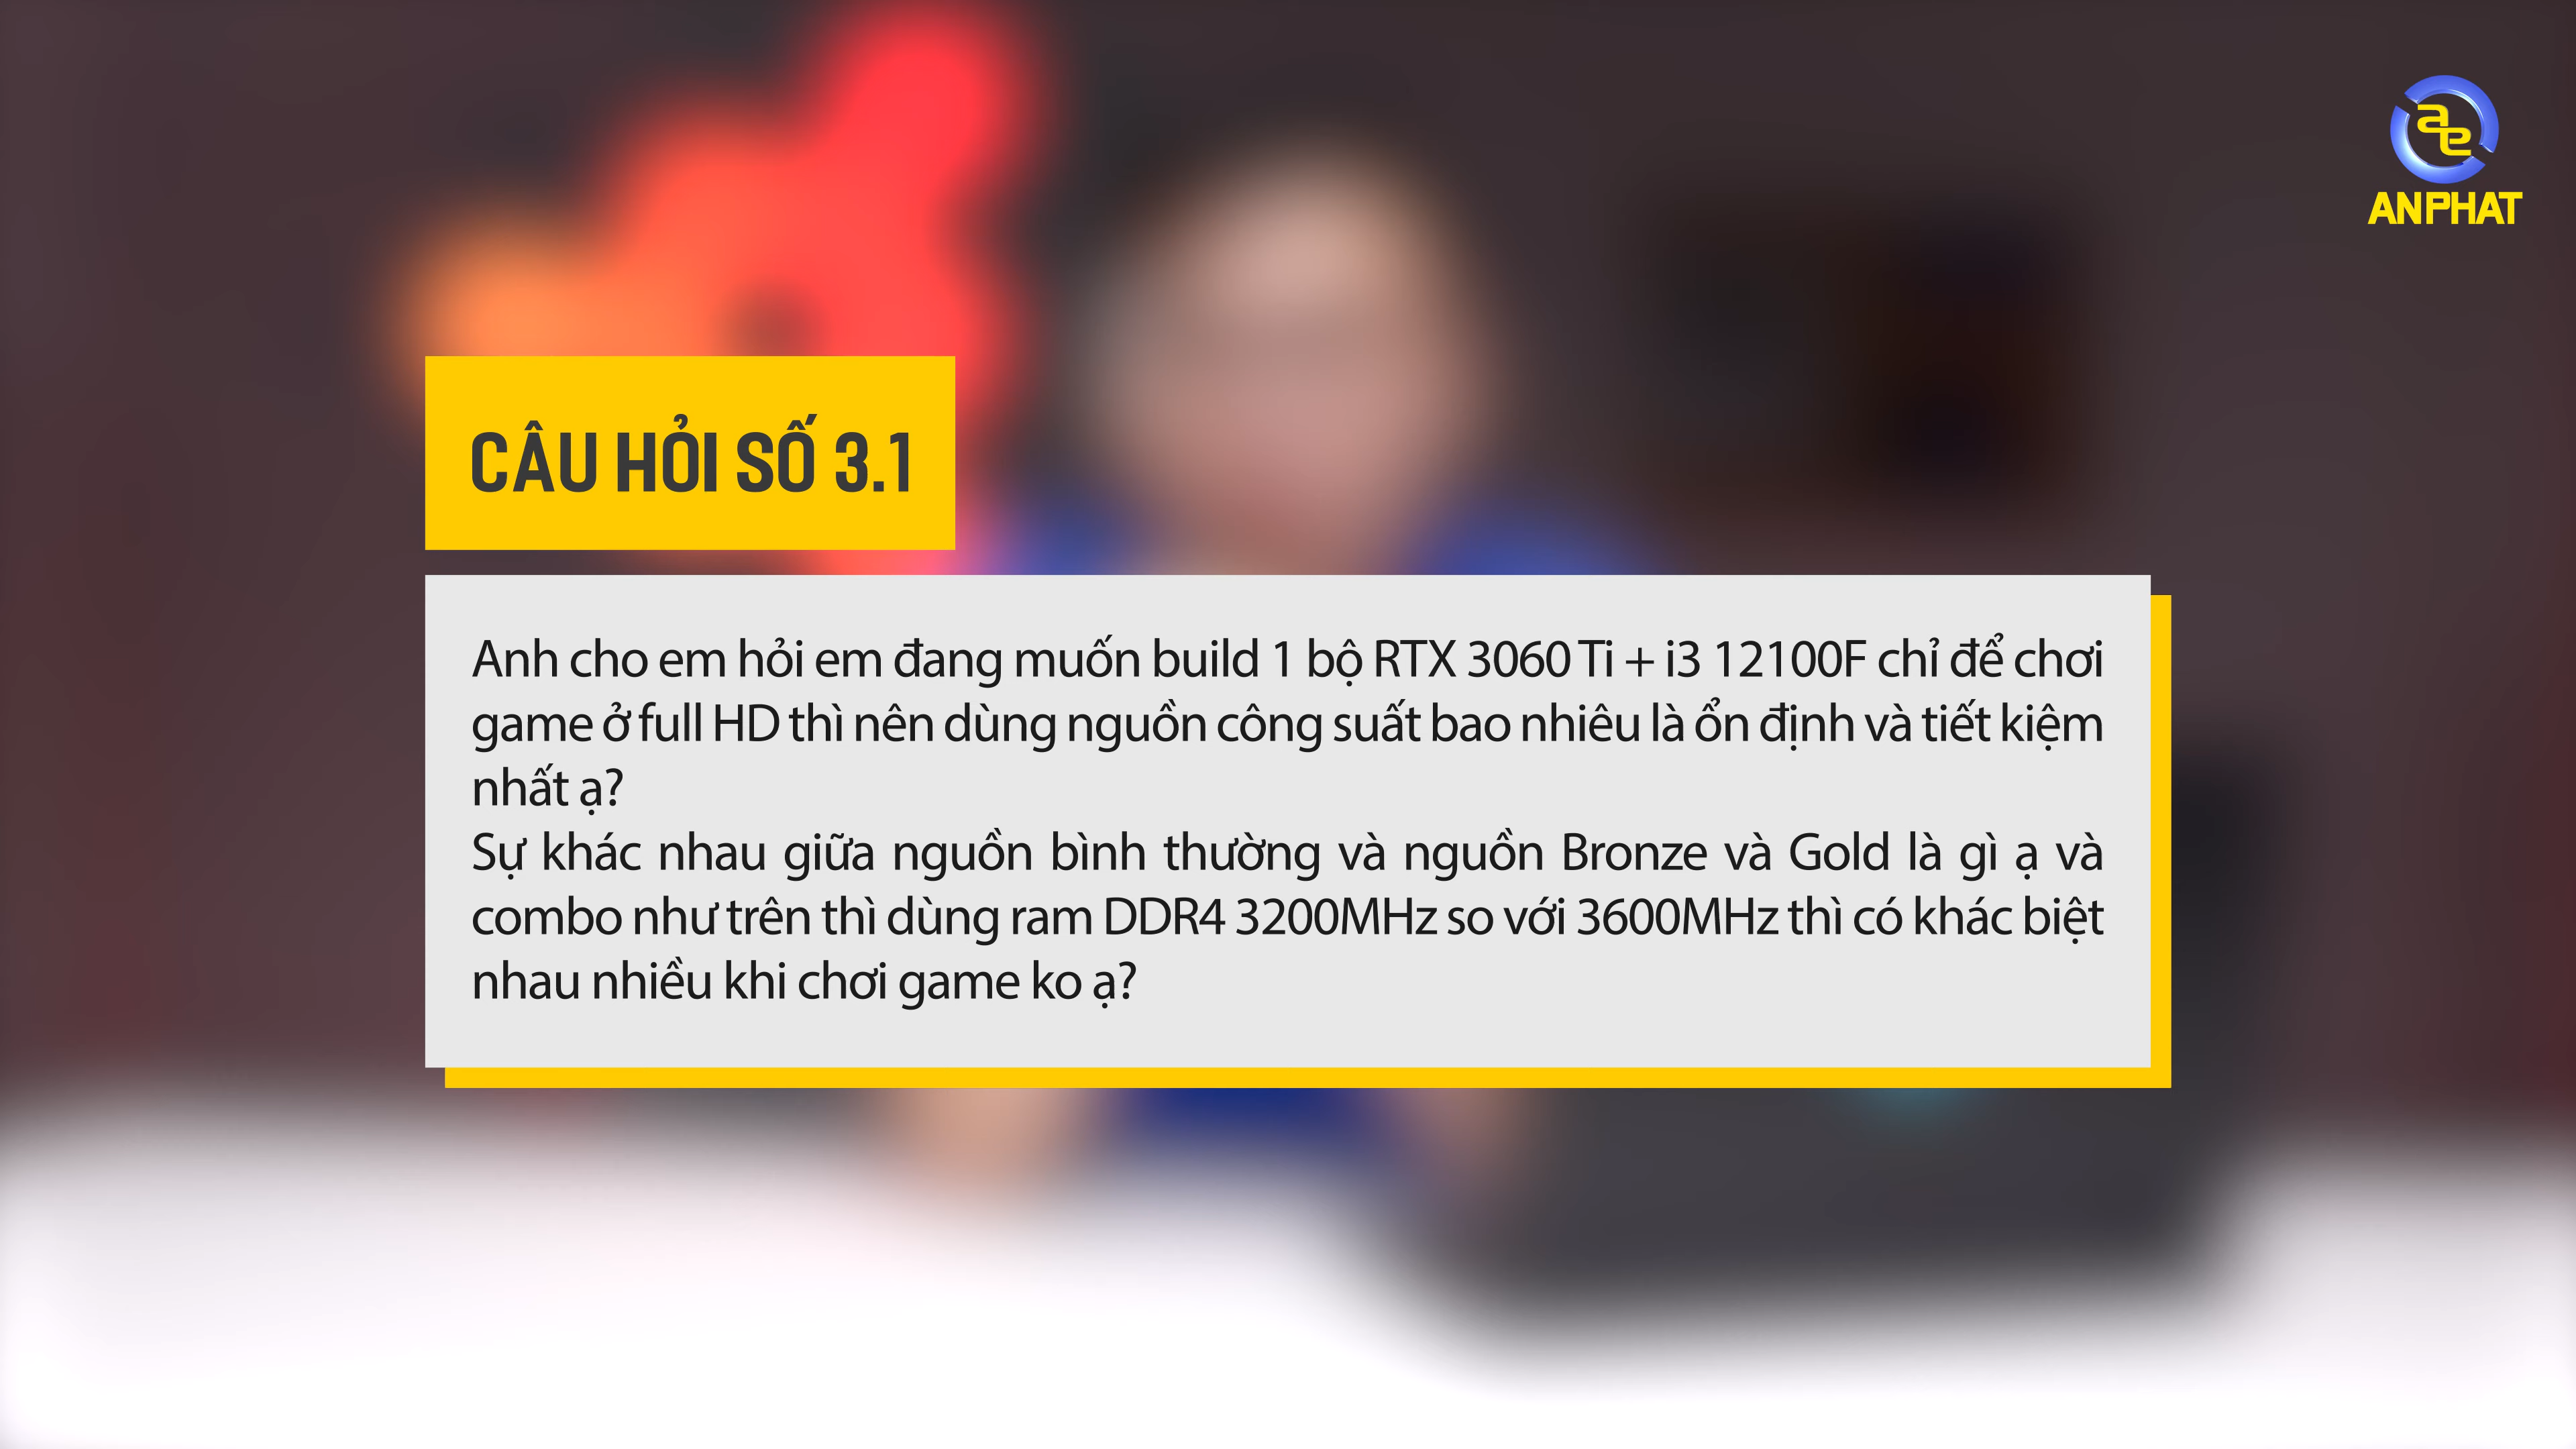 ANPHAT
CÂU HỎI SỐ 3.1
Anh cho em hỏi em đang muốn build 1 bộ RTX 3060 Ti + i3 12100F chỉ để chơi
game ở full HD thì nên dùng nguồn công suất bao nhiêu là ổn định và tiết kiệm
nhất ạ?
Sự khác nhau giữa nguồn bình thường và nguồn Bronze và Gold là gì ạ và
combo như trên thì dùng ram DDR4 3200MHz so với 3600MHz thì có khác biệt
nhau nhiều khi chơi game ko ạ?